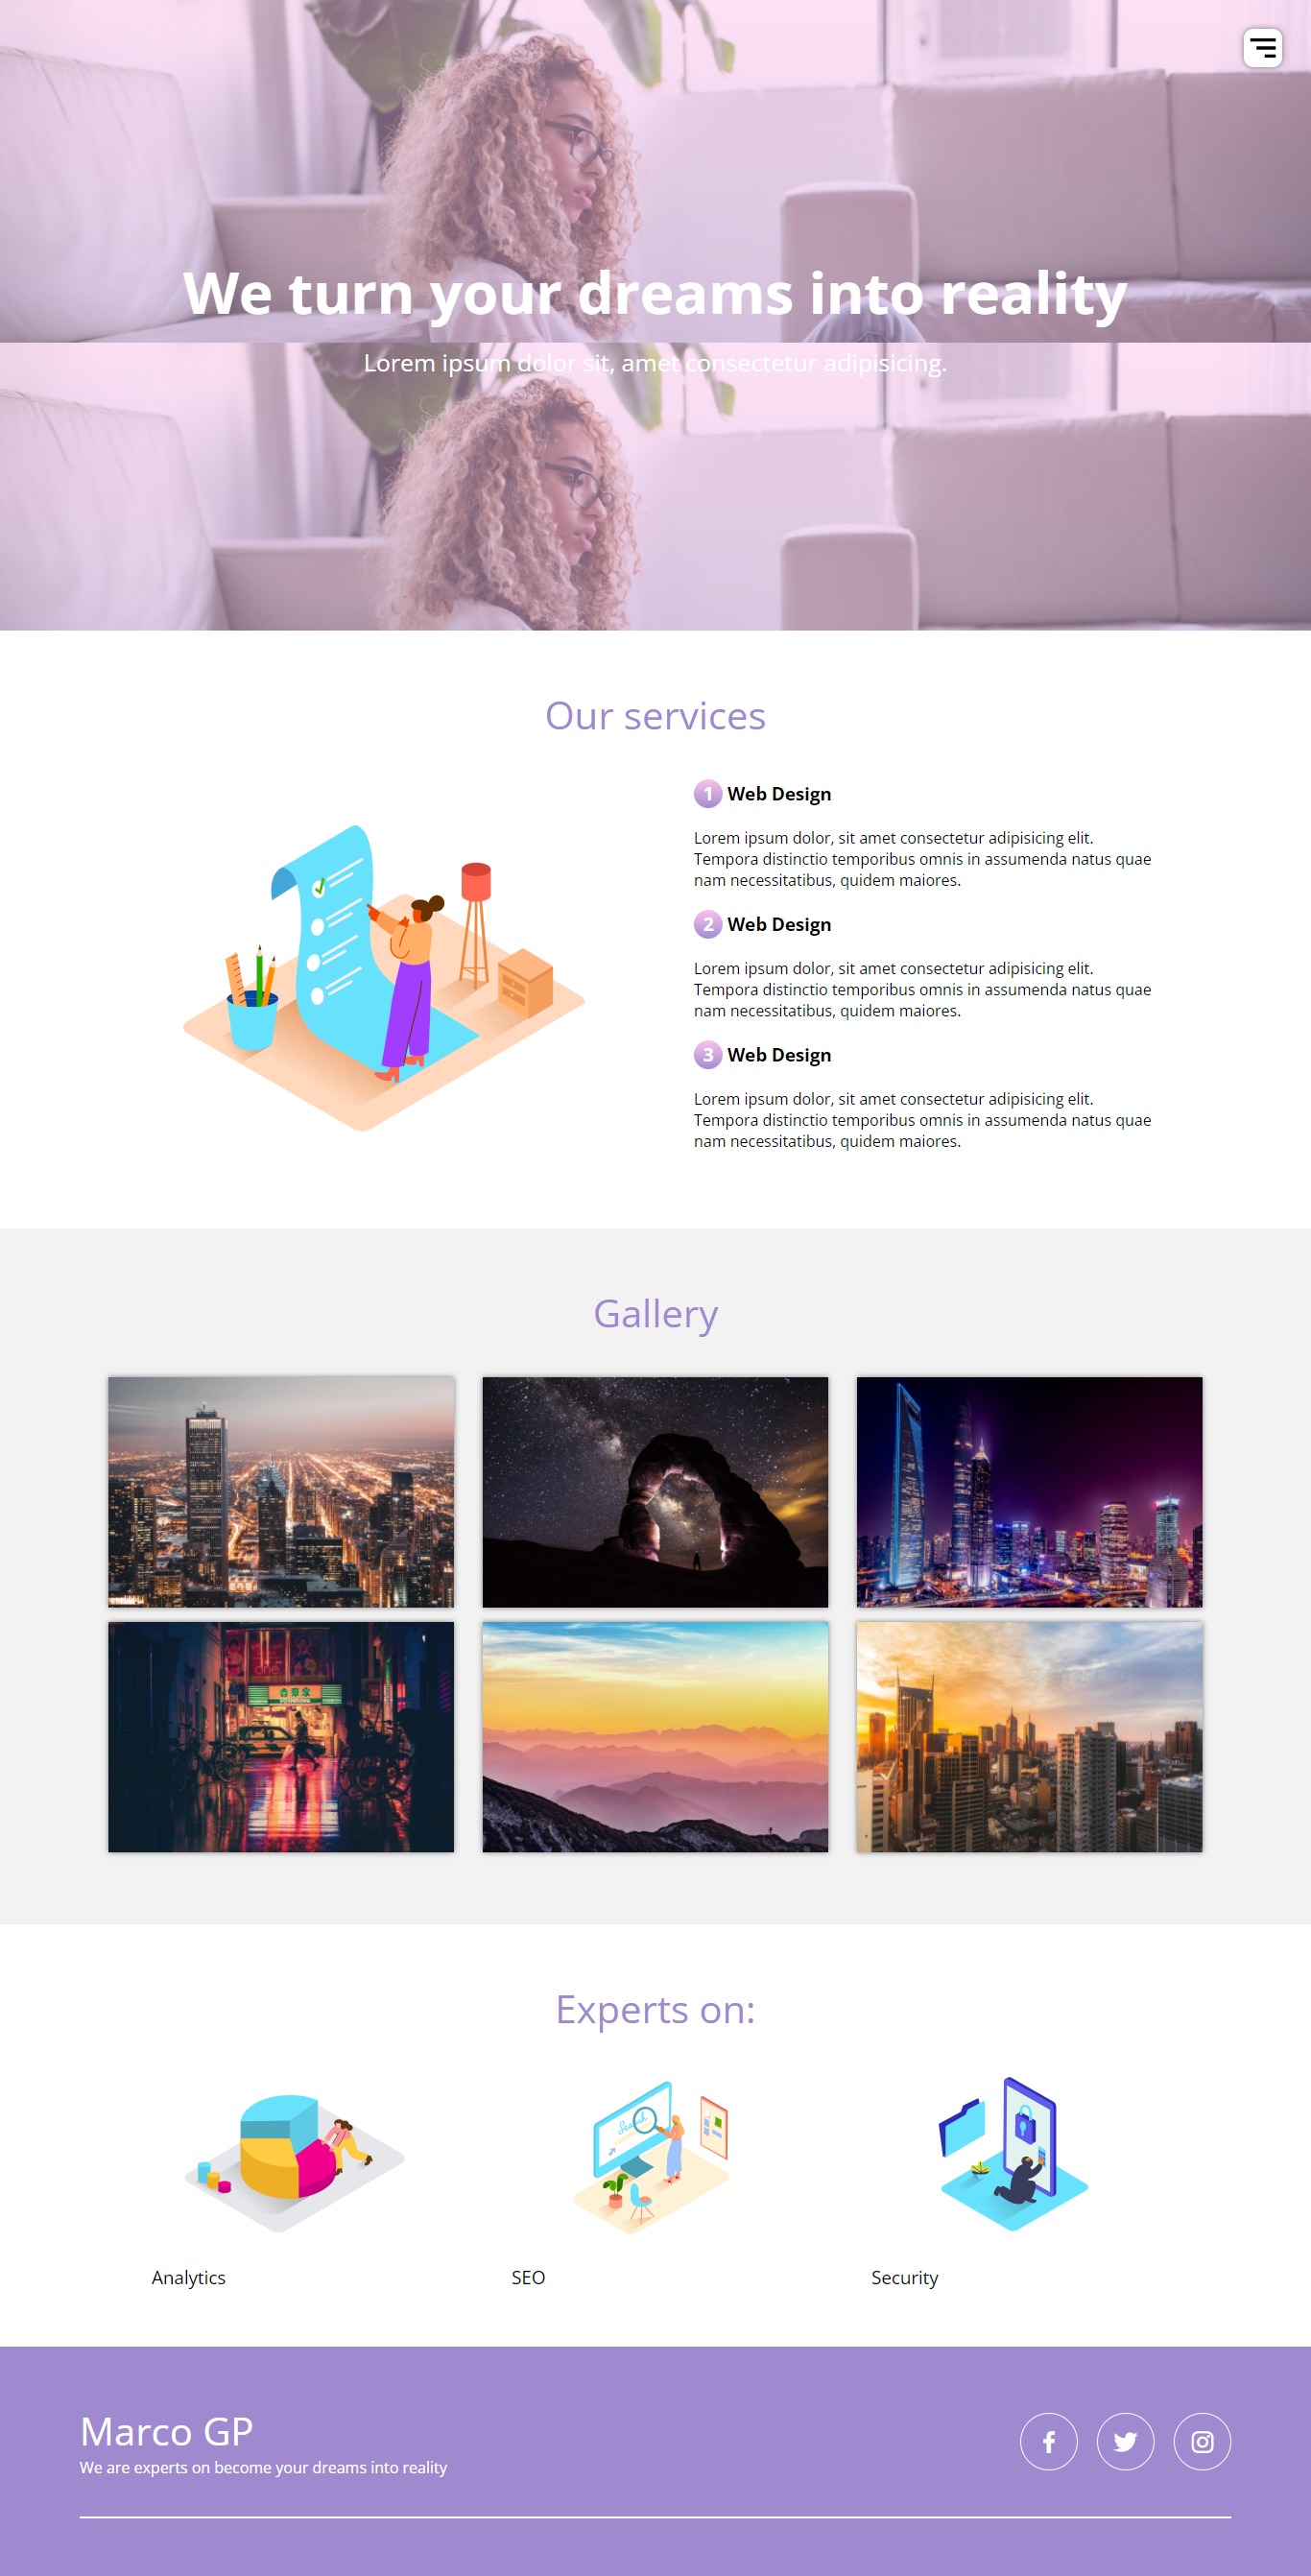 We turn your dreams into reality
Lorem ipsum dolor sit, amet consectetur adipisicing.
Our services
1 Web Design
Lorem ipsum dolor, sit amet consectetur adipisicing elit.
Tempora distinctio temporibus omnis in assumenda natus quae
nam necessitatibus, quidem maiores.
2 Web Design
Lorem ipsum dolor, sit amet consectetur adipisicing elit.
Tempora distinctio temporibus omnis in assumenda natus quae
nam necessitatibus, quidem maiores.
3 Web Design
Lorem ipsum dolor, sit amet consectetur adipisicing elit.
Tempora distinctio temporibus omnis in assumenda natus quae
nam necessitatibus, quidem maiores.
Gallery
Experts on:
Search
Analytics
SEO
Security
Marco GP
We are experts on become your dreams into reality